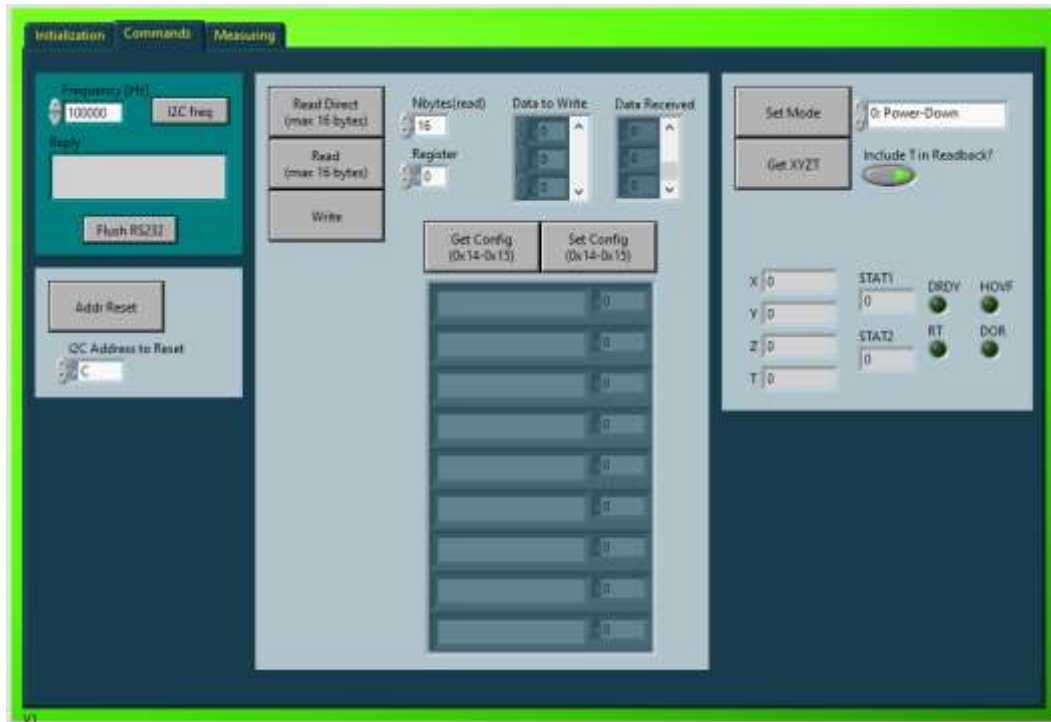 Initialization Commands Measuring
Frequency (Hz)
100000
I2C freq
Reply
Flush RS232
Addr Reset
I2C Address to Reset
C
Read Direct
(max 16 bytes)
Read
(max 16 bytes)
Write
Nbytes(read)
16
Register
0
Data to Write
0
0
0
Data Received
0
0
0
Get Config
(0x14-0x15)
Set Config
(0x14-0x15)
0
0
0
0
0
0
0
0
0
Set Mode
0: Power-Down
Get XYZT
Include T in Readback?
X 0
Y 0
Z 0
T 0
STAT1
0
STAT2
0
DRDY HOVF
RT DOR
V1